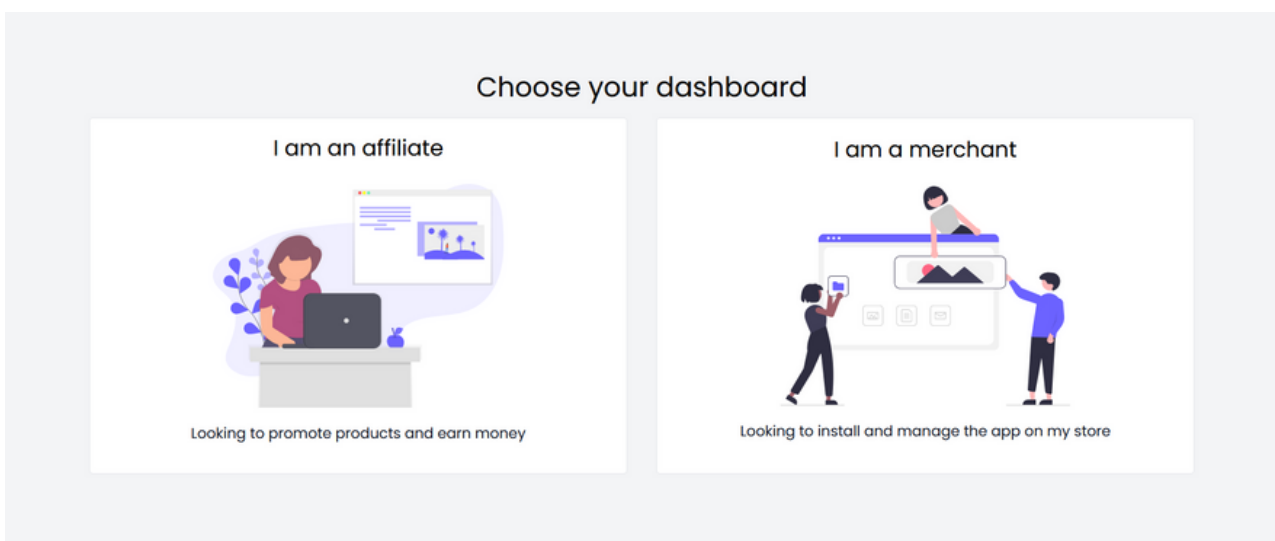 Choose your dashboard
I am an affiliate
Looking to promote products and earn money
I am a merchant
Looking to install and manage the app on my store